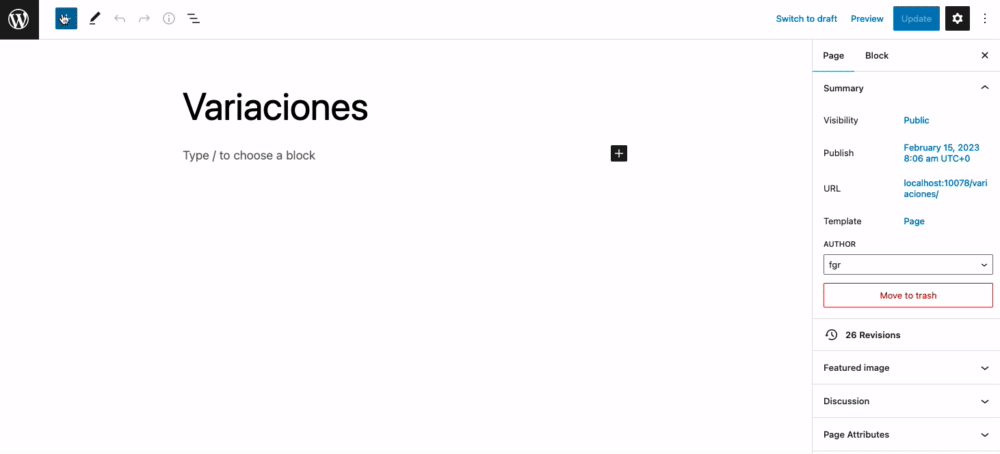 Switch to draft Preview Update
Page Block
Summary
Variaciones
Visibility Public
Type / to choose a block
Publish February 15, 2023
8:06 am UTC+0
URL localhost:10078/vari
aciones/
Template Page
AUTHOR
fgr
Move to trash
26 Revisions
Featured image
Discussion
Page Attributes